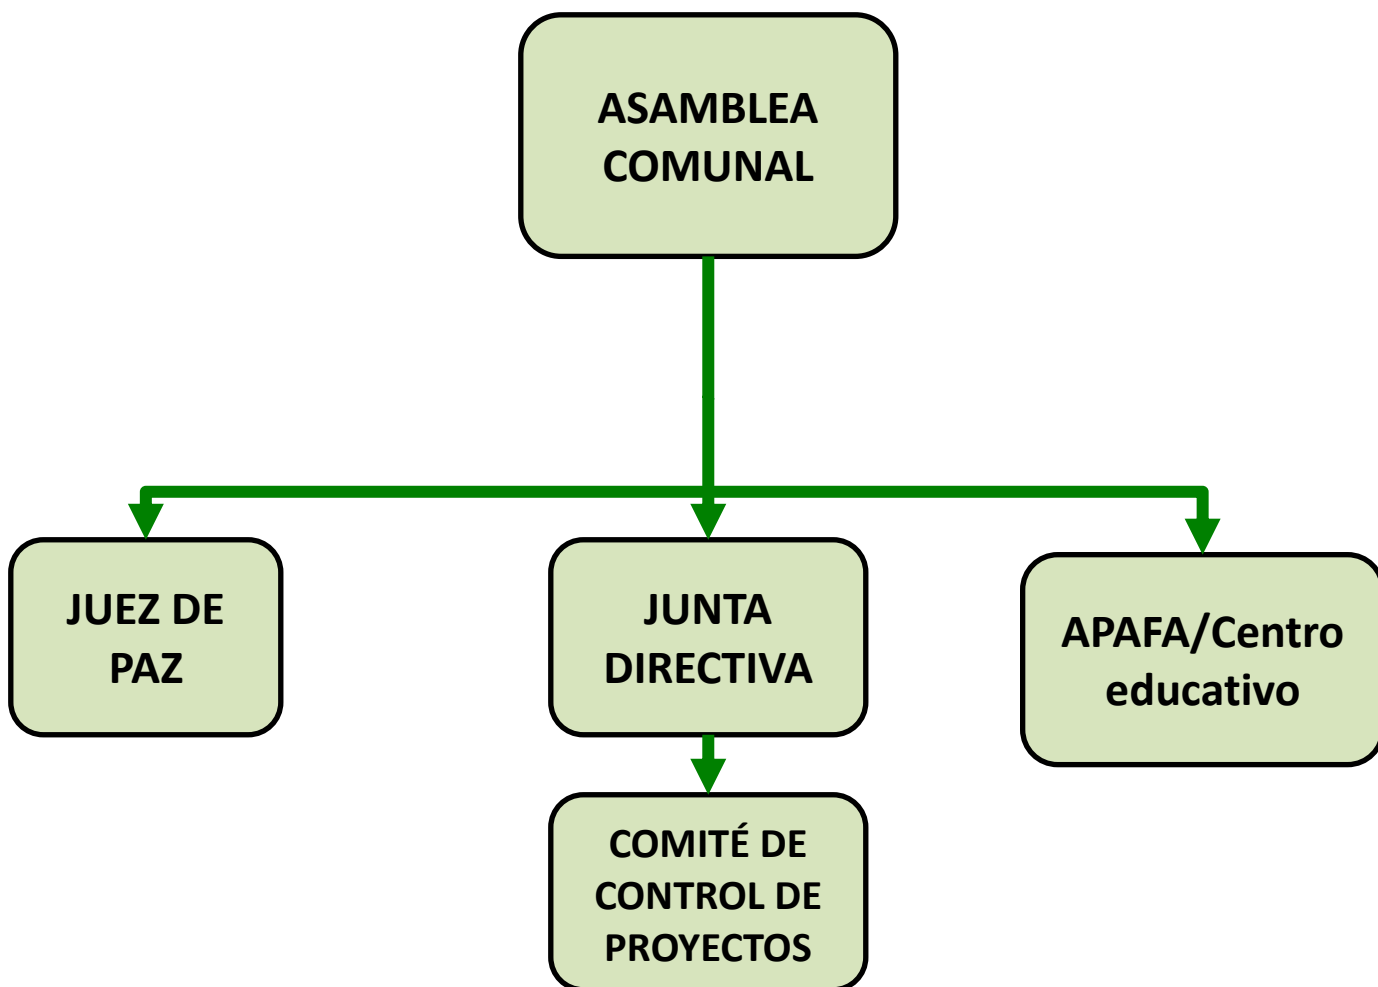 ASAMBLEA
COMUNAL
JUEZ DE
PAZ
JUNTA
DIRECTIVA
APAFA/Centro
educativo
COMITÉ DE
CONTROL DE
PROYECTOS